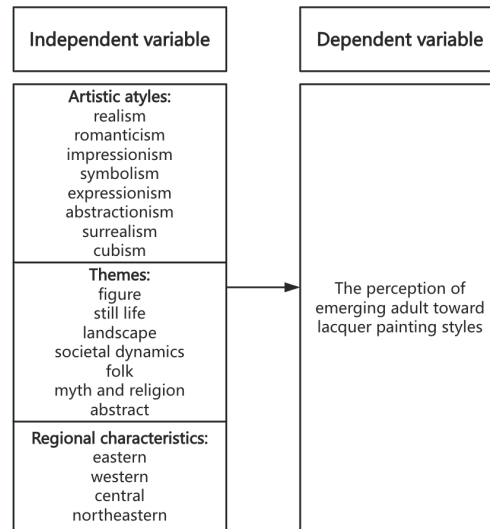 Independent variable
Dependent variable
Artistic atyles:
realism
romanticism
impressionism
symbolism
expressionism
abstractionism
surrealism
cubism
Themes:
figure
still life
landscape
societal dynamics
folk
myth and religion
abstract
Regional characteristics:
eastern
western
central
northeastern
The perception of
emerging adult toward
lacquer painting styles